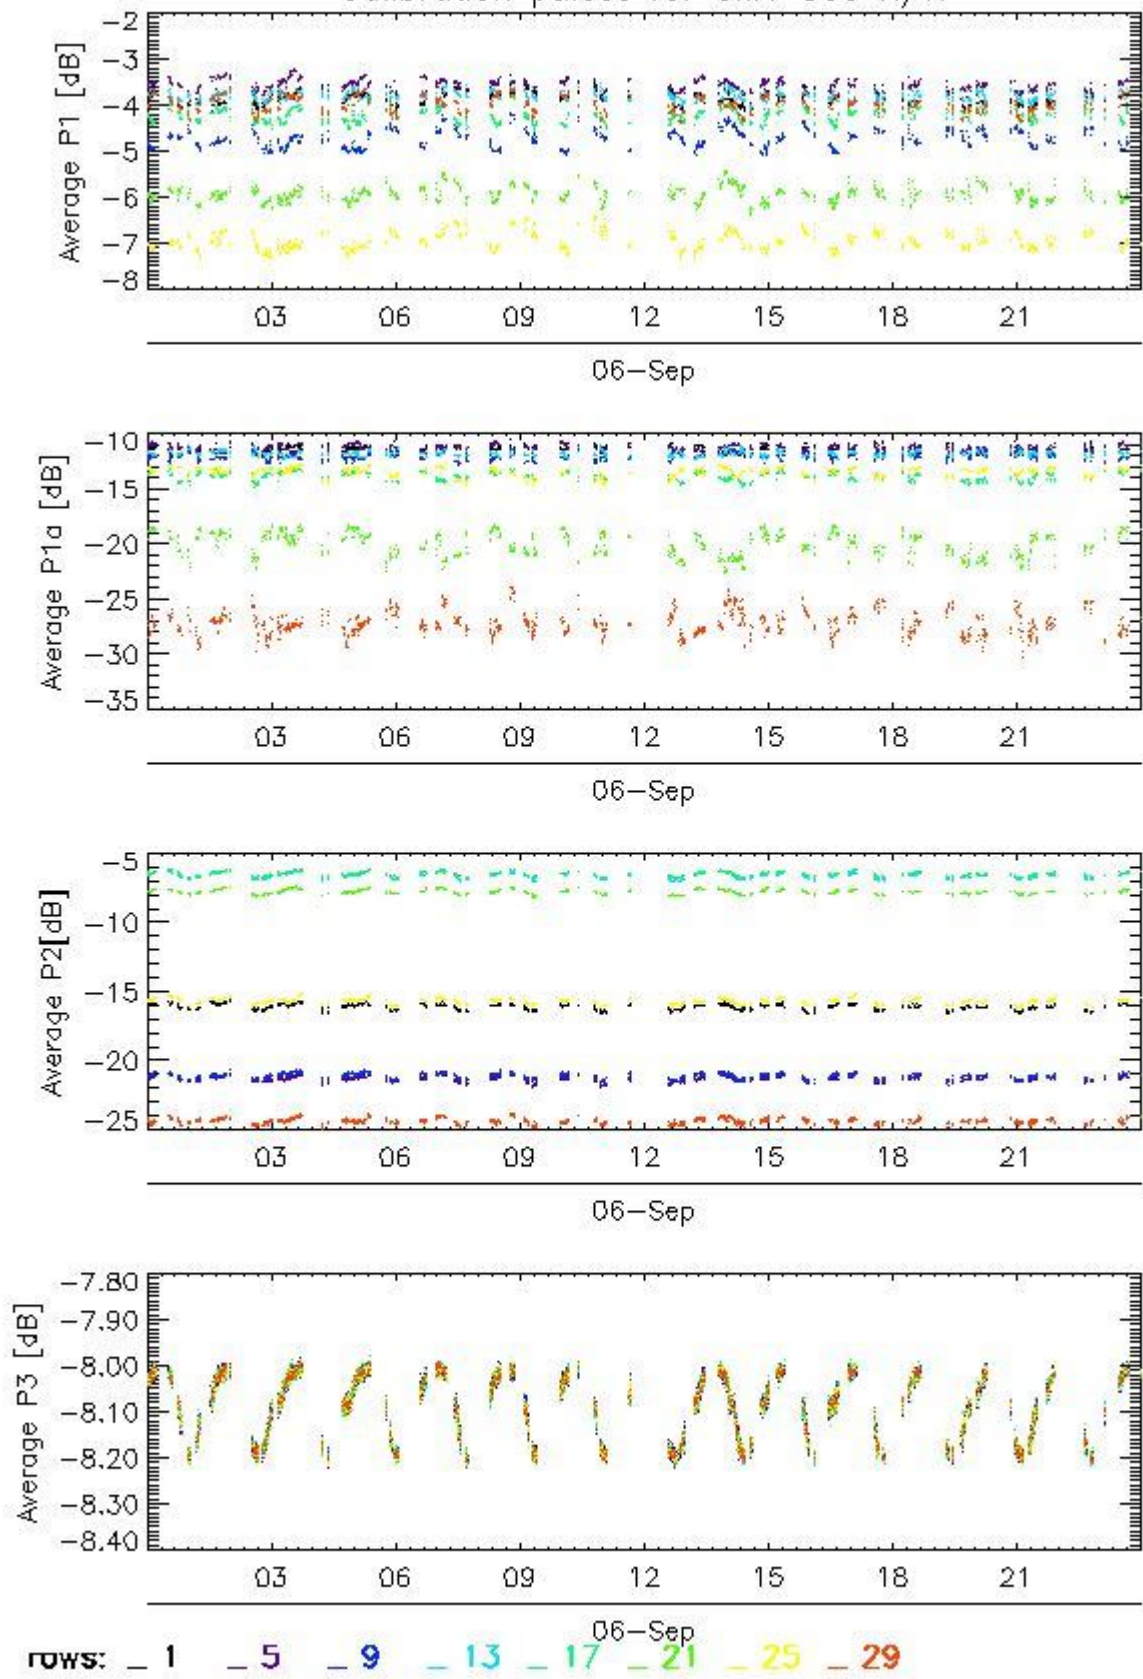 -2
-3
-4
-5
-6
-7
-8
Average P1 [dB]
03 06 09 12 15 18 21
06-Sep
-10
-15
-20
-25
-30
-35
Average P1a [dB]
03 06 09 12 15 18 21
06-Sep
-5
-10
-15
-20
-25
Average P2[dB]
03 06 09 12 15 18 21
06-Sep
-7.80
-7.90
-8.00
-8.10
-8.20
-8.30
-8.40
Average P3 [dB]
03 06 09 12 15 18 21
06-Sep
rows: _ 1 _ 5 _ 9 _ 13 _ 17 _ 21 _ 25 _ 29